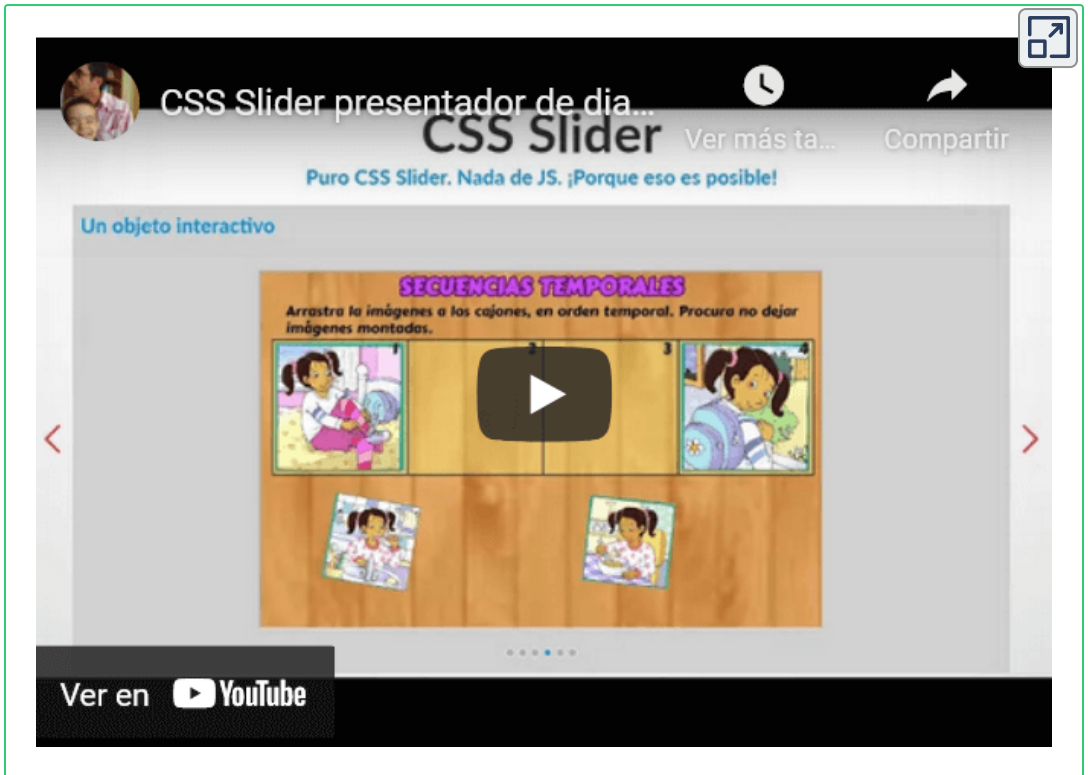 CSS Slider presentador de dia...
Ver más ta...
Compartir
CSS Slider
Puro CSS Slider. Nada de JS. ¡Porque eso es posible!
Un objeto interactivo
SECUENCIAS TEMPORALES
Arrastra la imágenes a los cajones, en orden temporal. Procura no dejar
imágenes montadas.
1 2 3 4
Ver en YouTube